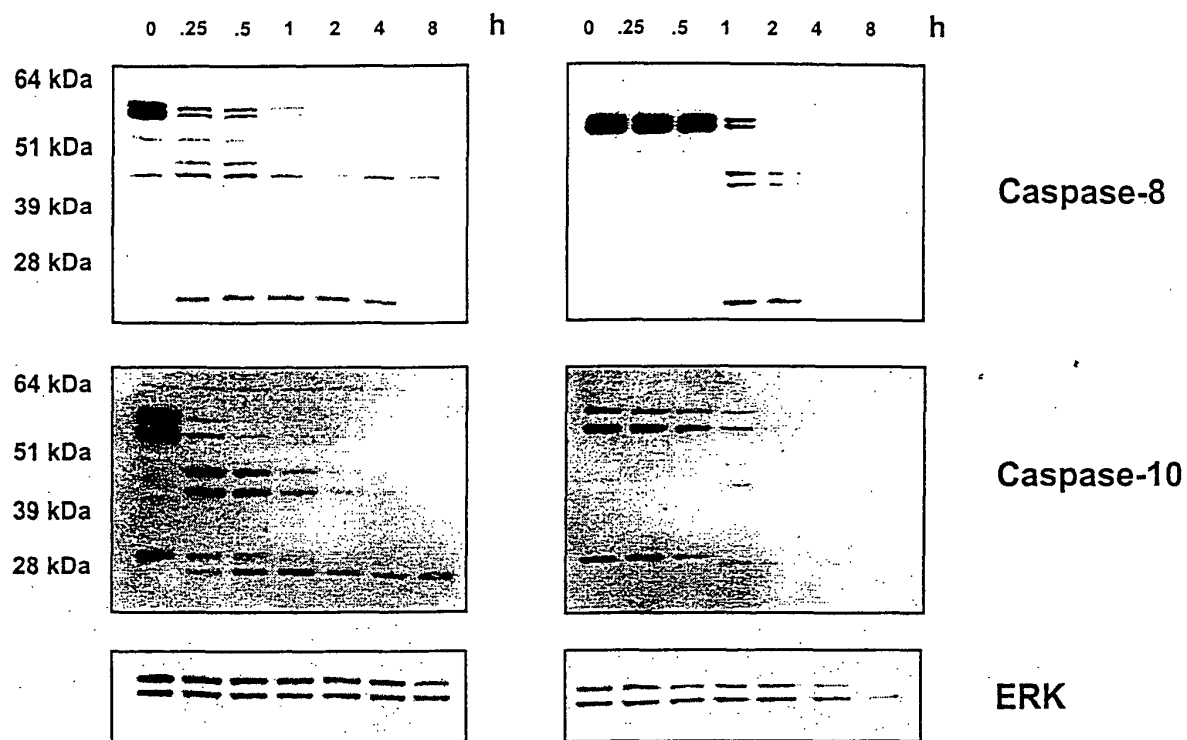 0 .25 .5 1 2 4 8 h
0 .25 .5 1 2 4 8 h
64 kDa
51 kDa
39 kDa
28 kDa
Caspase-8
64 kDa
51 kDa
39 kDa
28 kDa
Caspase-10
ERK